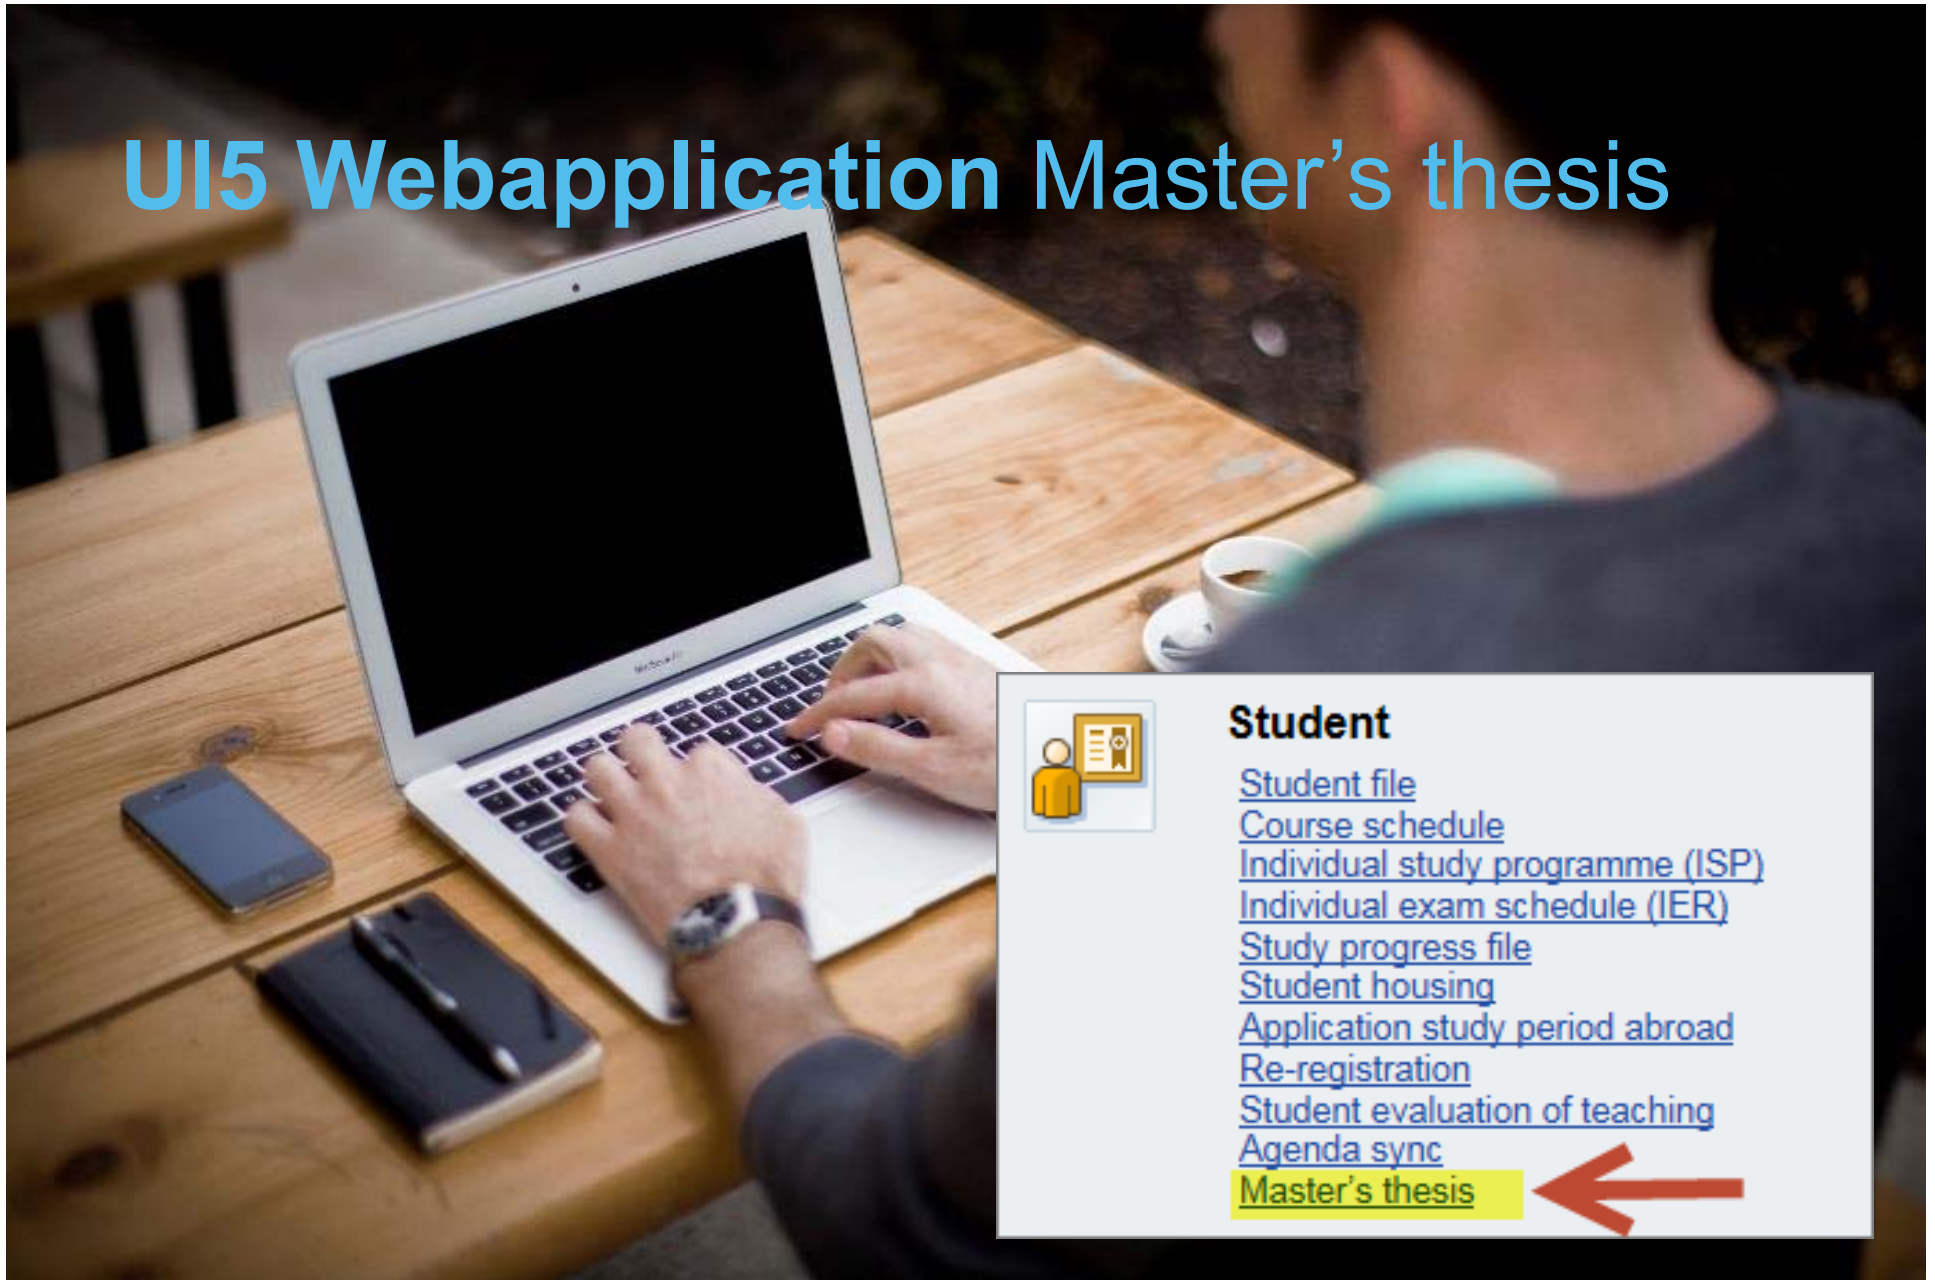 UI5 Webapplication Master’s thesis
Student
Student file
Course schedule
Individual study programme (ISP)
Individual exam schedule (IER)
Study progress file
Student housing
Application study period abroad
Re-registration
Student evaluation of teaching
Agenda sync
Master's thesis